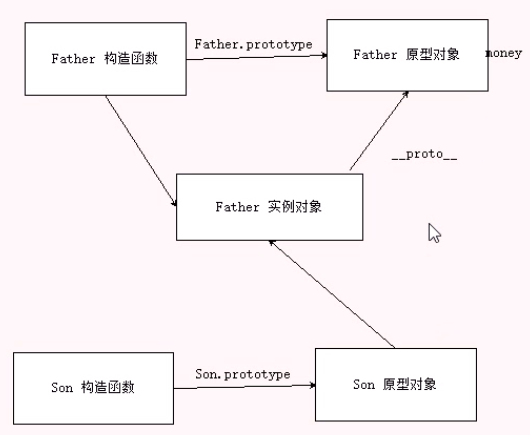 Father.prototype
Father 构造函数
Father 原型对象
money
__proto__
Father 实例对象
Son.prototype
Son 构造函数
Son 原型对象